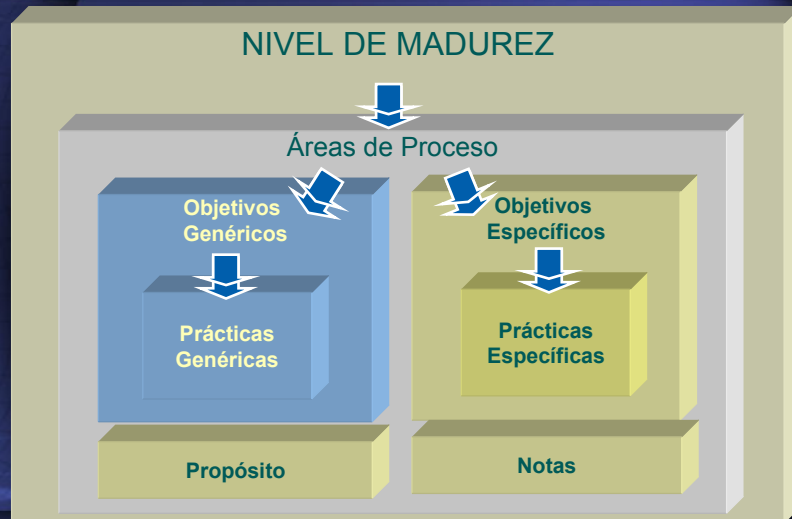 NIVEL DE MADUREZ
Áreas de Proceso
Objetivos
Genéricos
Prácticas
Genéricas
Objetivos
Específicos
Prácticas
Específicas
Propósito
Notas